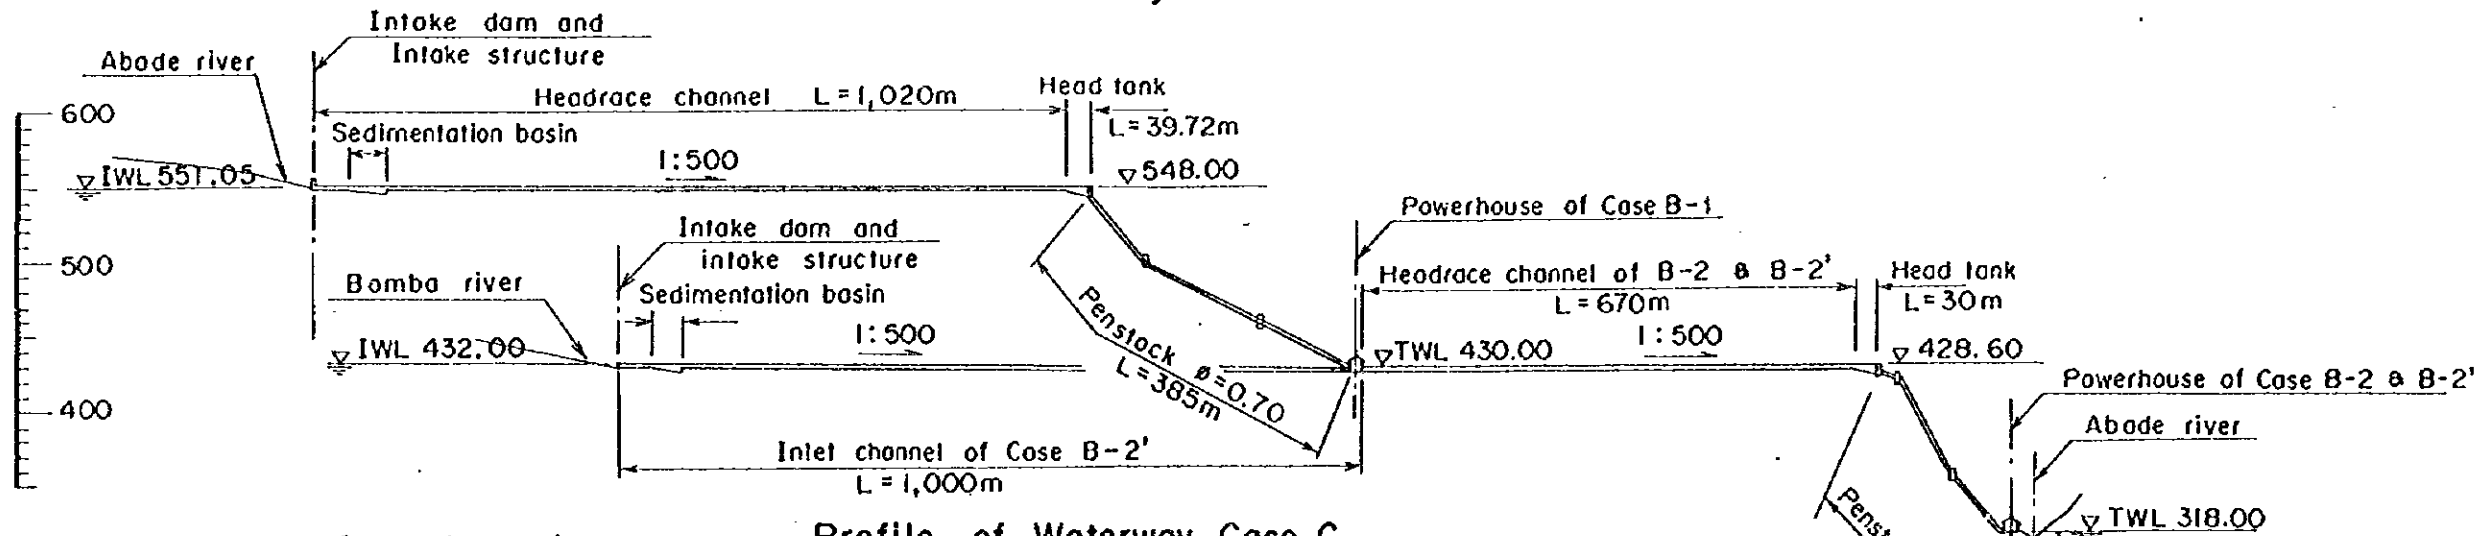 Intake dam and
Intake structure
Abade river
Headrace channel L=1,020m
Head tank
L=39.72m
600
Sedimentation basin
1:500
▽548.00
▽IWL 551.05
Powerhouse of Case B-1
Intake dam and
intake structure
500
Headrace channel of B-2 & B-2'
Head tank
L=670m
L=30m
Bomba river
Sedimentation basin
1:500
1:500
▽IWL 432.00
▽TWL 430.00
▽428.60
Penstock ø=0.70
L=385m
Powerhouse of Case B-2 & B-2'
400
Abade river
Inlet channel of Case B-2'
L=1,000m
Penst
▽TWL 318.00
Profile of Waterway Case C